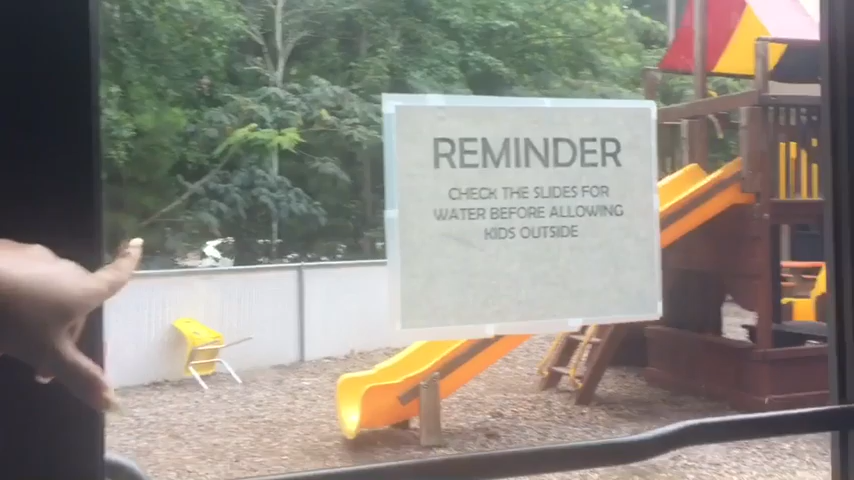 REMINDER
CHECK THE SLIDES FOR
WATER BEFORE ALLOWING
KIDS OUTSIDE